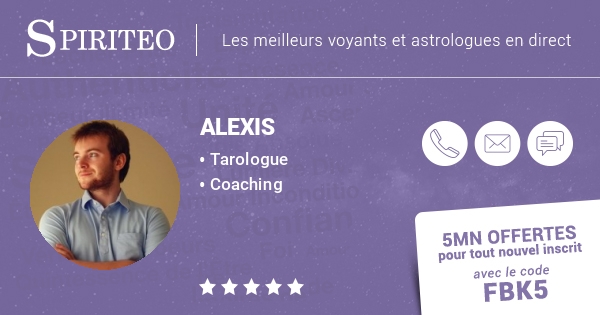 SPIRITEO
Les meilleurs voyants et astrologues en direct
ALEXIS
• Tarologue
• Coaching
5MN OFFERTES
pour tout nouvel inscrit
avec le code
FBK5